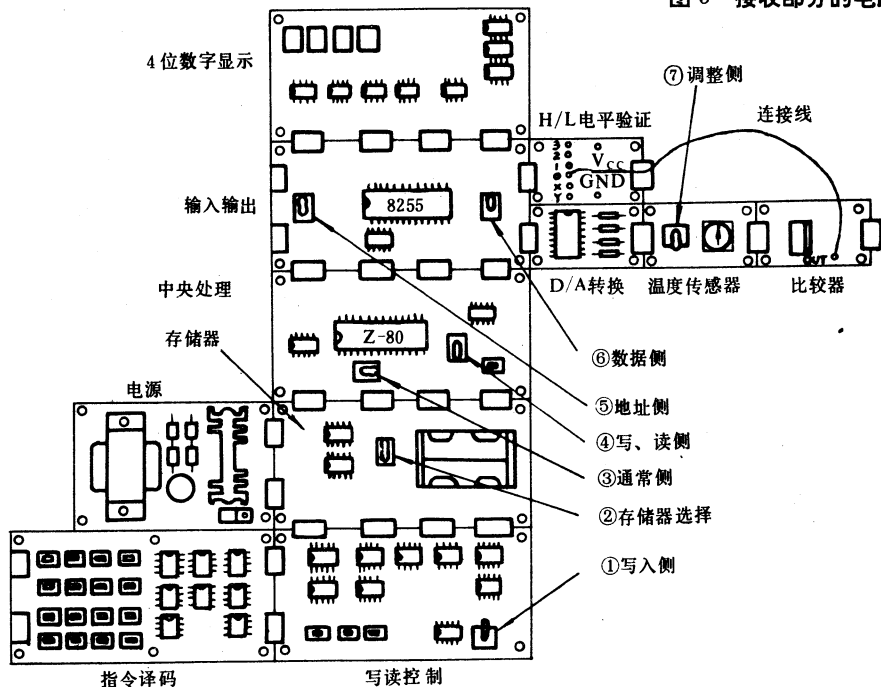 图6 接收部分的电
4位数字显示
⑦调整侧
H/L电平验证
连接线
3
2
1
0
X
Y
VCC
GND
输入输出
8255
OUT
D/A转换
温度传感器
比较器
中央处理
Z-80
存储器
⑥数据侧
电源
⑤地址侧
④写、读侧
③通常侧
②存储器选择
①写入侧
指令译码
写读控制